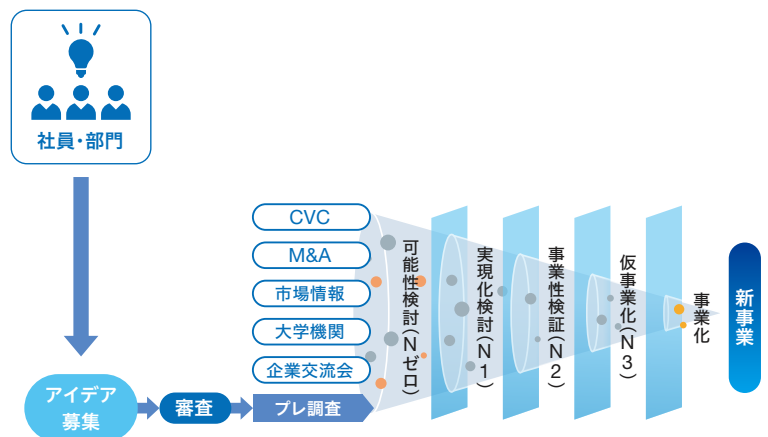 社員・部門
アイデア
募集
審査
プレ調査
CVC
M&A
市場情報
大学機関
企業交流会
可能性検討(Nゼロ)
実現化検討(N1)
事業性検証(N2)
仮事業化(N3)
事業化
新事業